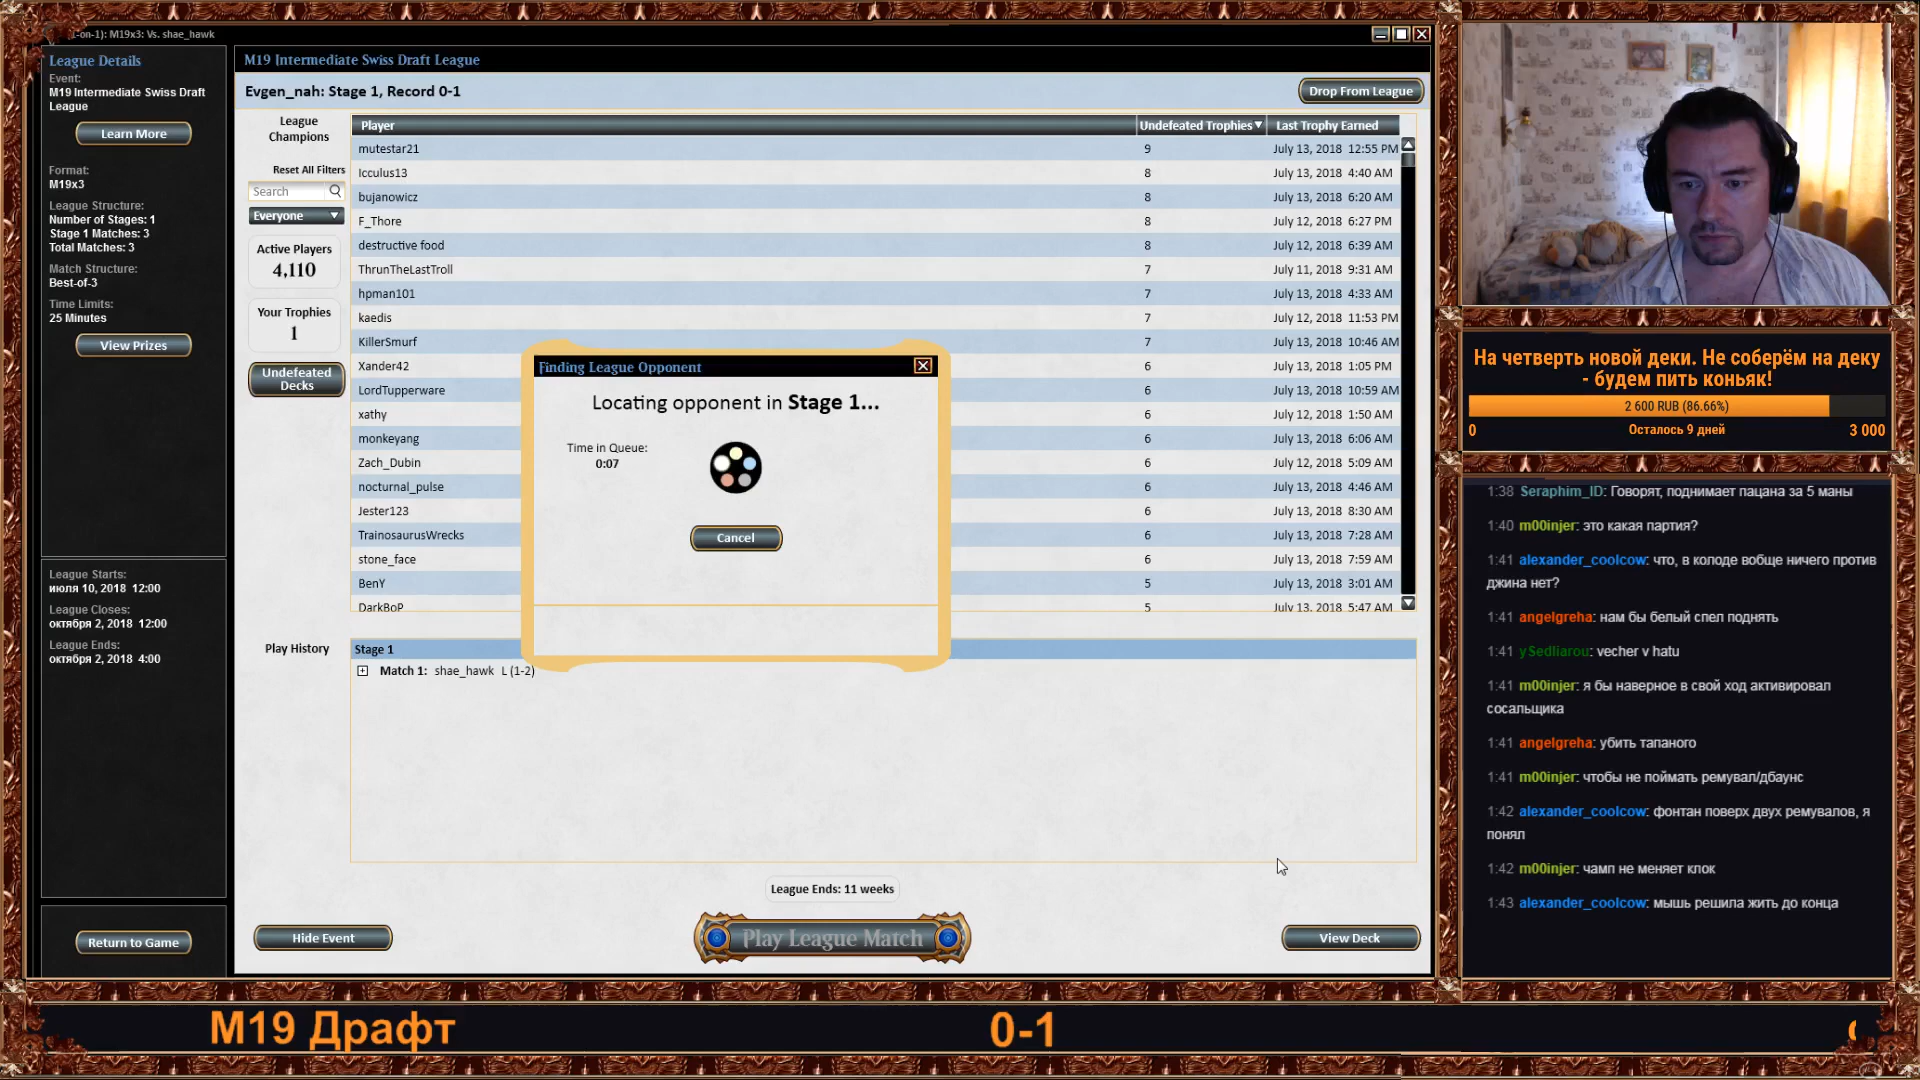 -on-1): M19x3: Vs. shae_hawk
League Details
Event:
M19 Intermediate Swiss Draft
League
Learn More
Format:
M19x3
League Structure:
Number of Stages: 1
Stage 1 Matches: 3
Total Matches: 3
Match Structure:
Best-of-3
Time Limits:
25 Minutes
View Prizes
League Starts:
июля 10, 2018 12:00
League Closes:
октября 2, 2018 12:00
League Ends:
октября 2, 2018 4:00
Return to Game
M19 Intermediate Swiss Draft League
Evgen_nah: Stage 1, Record 0-1
Drop From League
League
Champions
Reset All Filters
Search
Everyone
Active Players
4,110
Your Trophies
1
Undefeated
Decks
Player Undefeated Trophies Last Trophy Earned
mutestar21 9 July 13, 2018 12:55 PM
Icculus13 8 July 13, 2018 4:40 AM
bujanowicz 8 July 13, 2018 6:20 AM
F_Thore 8 July 12, 2018 6:27 PM
destructive food 8 July 12, 2018 6:39 AM
ThrunTheLastTroll 7 July 11, 2018 9:31 AM
hpman101 7 July 13, 2018 4:33 AM
kaedis 7 July 12, 2018 11:53 PM
KillerSmurf 7 July 13, 2018 10:46 AM
Xander42 6 July 13, 2018 1:05 PM
LordTupperware 6 July 13, 2018 10:59 AM
xathy 6 July 12, 2018 1:50 AM
monkeyang 6 July 13, 2018 6:06 AM
Zach_Dubin 6 July 12, 2018 5:09 AM
nocturnal_pulse 6 July 13, 2018 4:46 AM
Jester123 6 July 13, 2018 8:30 AM
TrainosaurusWrecks 6 July 13, 2018 7:28 AM
stone_face 6 July 13, 2018 7:59 AM
BenY 5 July 13, 2018 3:01 AM
DarkBoP 5 July 13, 2018 5:47 AM
Finding League Opponent
Locating opponent in Stage 1...
Time in Queue:
0:07
Cancel
Play History
Stage 1
Match 1: shae_hawk L (1-2)
League Ends: 11 weeks
Hide Event
Play League Match
View Deck
На четверть новой деки. Не соберём на деку
- будем пить коньяк!
2 600 RUB (86.66%)
0 Осталось 9 дней 3 000
1:38 Seraphim_ID: Говорят, поднимает пацана за 5 маны
1:40 m00injer: это какая партия?
1:41 alexander_coolcow: что, в колоде вобще ничего против
джина нет?
1:41 angelgreha: нам бы белый спел поднять
1:41 ySedliarou: vecher v hatu
1:41 m00injer: я бы наверное в свой ход активировал
сосальщика
1:41 angelgreha: убить тапаного
1:41 m00injer: чтобы не поймать ремувал/дбаунс
1:42 alexander_coolcow: фонтан поверх двух ремувалов, я
понял
1:42 m00injer: чамп не меняет клок
1:43 alexander_coolcow: мышь решила жить до конца
М19 Драфт
0-1